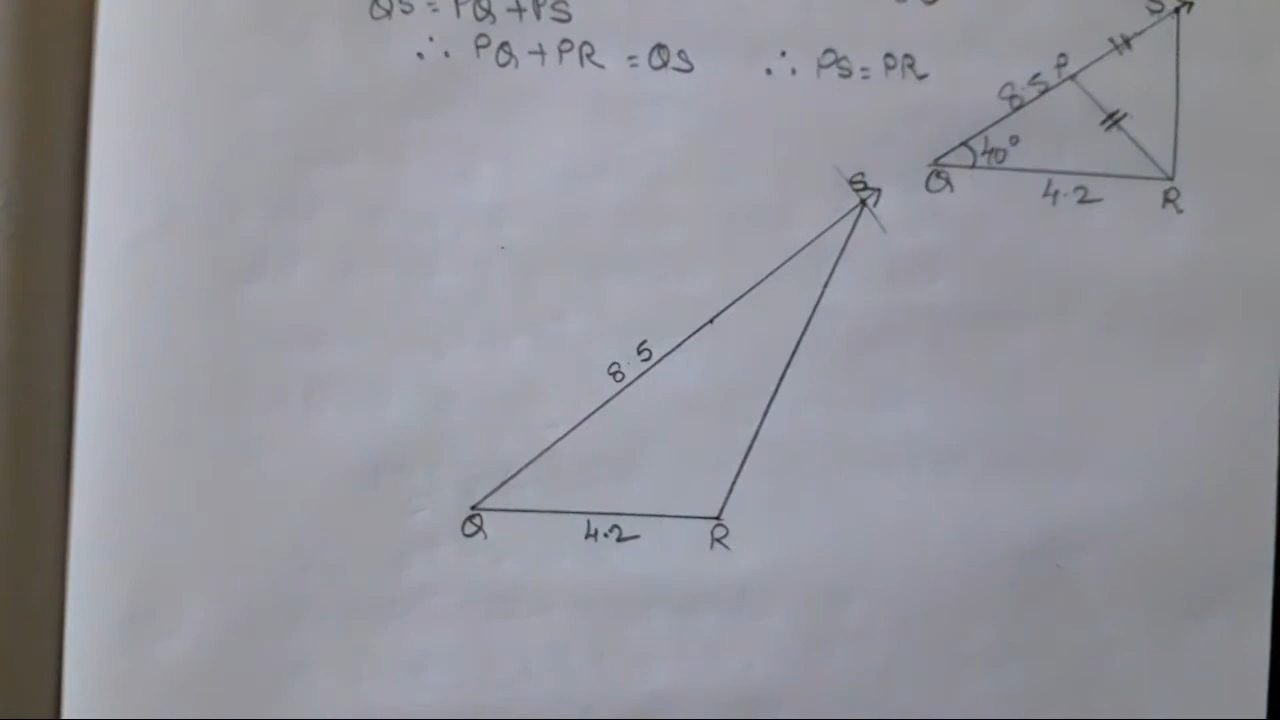 QS = PQ + PS
∴ PQ + PR = QS ∴ PS = PR
S
P
8.5
40°
Q
4.2
R
S
8.5
Q
4.2
R